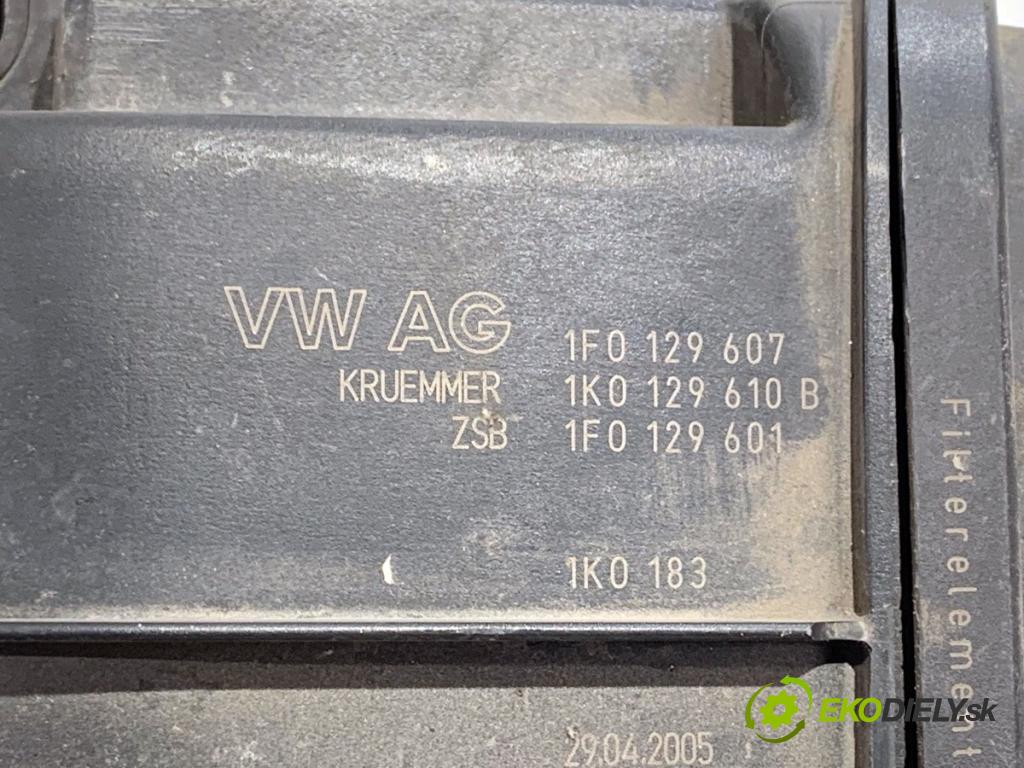 VW AG 1F0 129 607
KRUEMMER 1K0 129 610 B
ZSB 1F0 129 601
1K0 183
29.04.2005
Filterelement
EKODIELY.sk